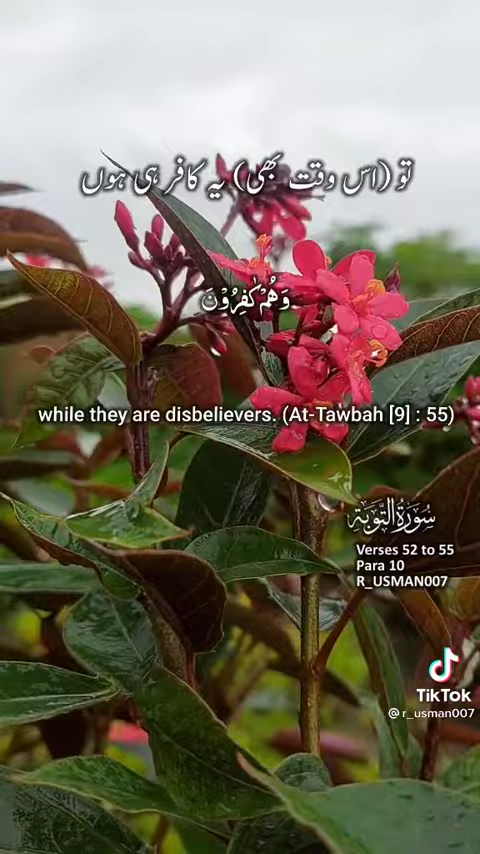 تو (اس وقت بھی) یہ کافر ہی ہوں
وَهُمْ كٰفِرُوْنَ
while they are disbelievers. (At-Tawbah [9] : 55)
سُورَةُ التَّوْبَة
Verses 52 to 55
Para 10
R_USMAN007
TikTok
@r_usman007